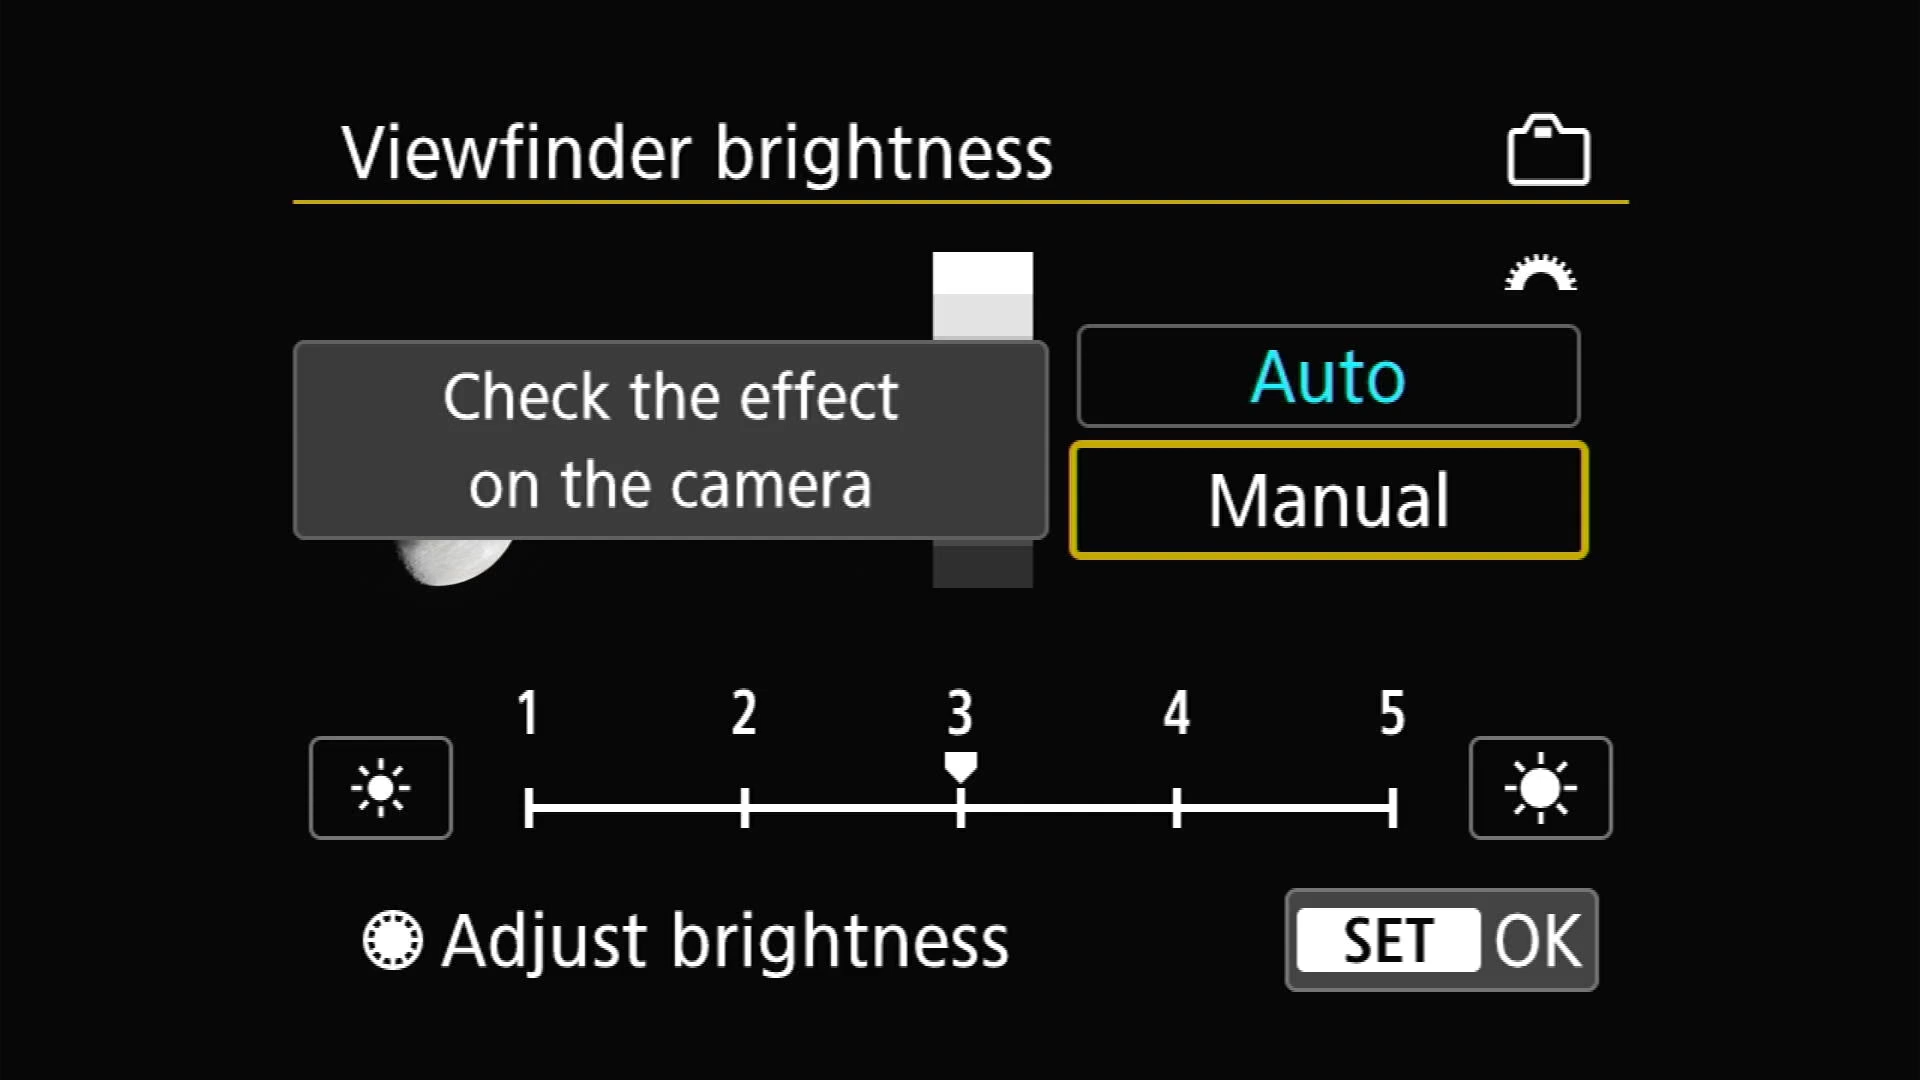 Viewfinder brightness
Auto
Check the effect
on the camera
Manual
1 2 3 4 5
Adjust brightness
SET OK